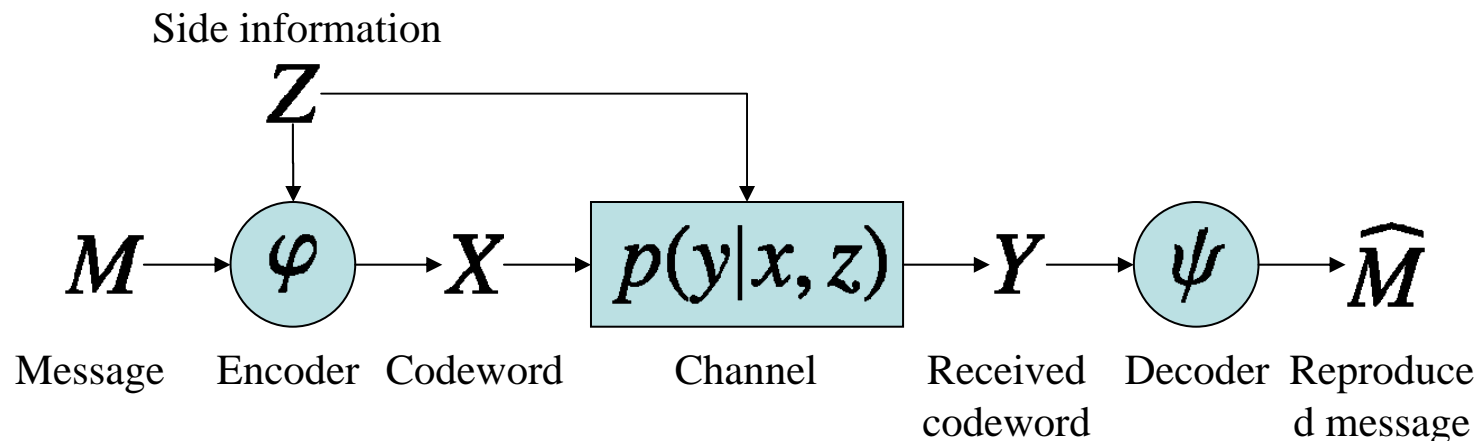 Side information
Z
M φ X p(y|x, z) Y ψ M̂
Message Encoder Codeword Channel Received Decoder Reproduce
codeword d message